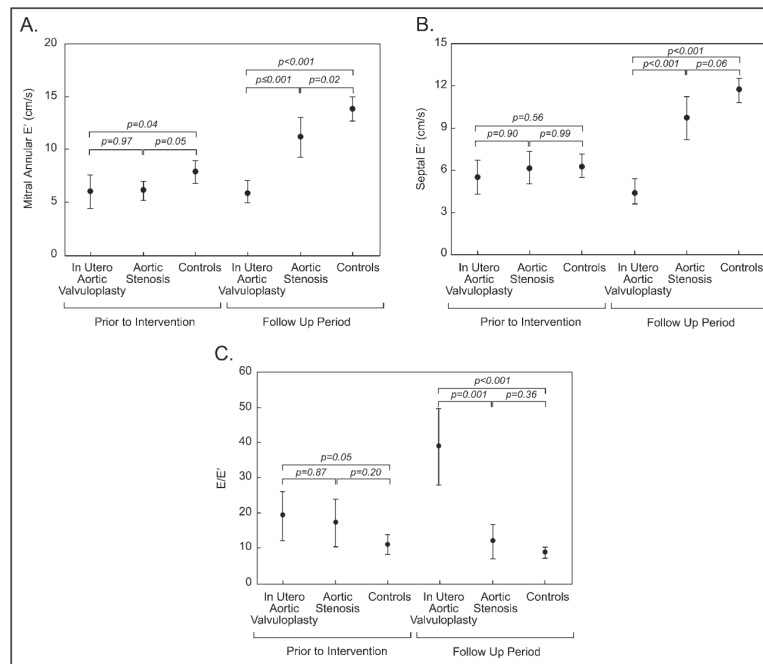 A.
Mitral Annular E′ (cm/s)
20
15
10
5
0
p<0.001
p≤0.001
p=0.02
p=0.04
p=0.97
p=0.05
In Utero
Aortic
Valvuloplasty
Aortic
Stenosis
Controls
In Utero
Aortic
Valvuloplasty
Aortic
Stenosis
Controls
Prior to Intervention
Follow Up Period
B.
Septal E′ (cm/s)
15
12
9
6
3
0
p<0.001
p<0.001
p=0.06
p=0.56
p=0.90
p=0.99
In Utero
Aortic
Valvuloplasty
Aortic
Stenosis
Controls
In Utero
Aortic
Valvuloplasty
Aortic
Stenosis
Controls
Prior to Intervention
Follow Up Period
C.
E/E′
60
50
40
30
20
10
0
p<0.001
p=0.001
p=0.36
p=0.05
p=0.87
p=0.20
In Utero
Aortic
Valvuloplasty
Aortic
Stenosis
Controls
In Utero
Aortic
Valvuloplasty
Aortic
Stenosis
Controls
Prior to Intervention
Follow Up Period